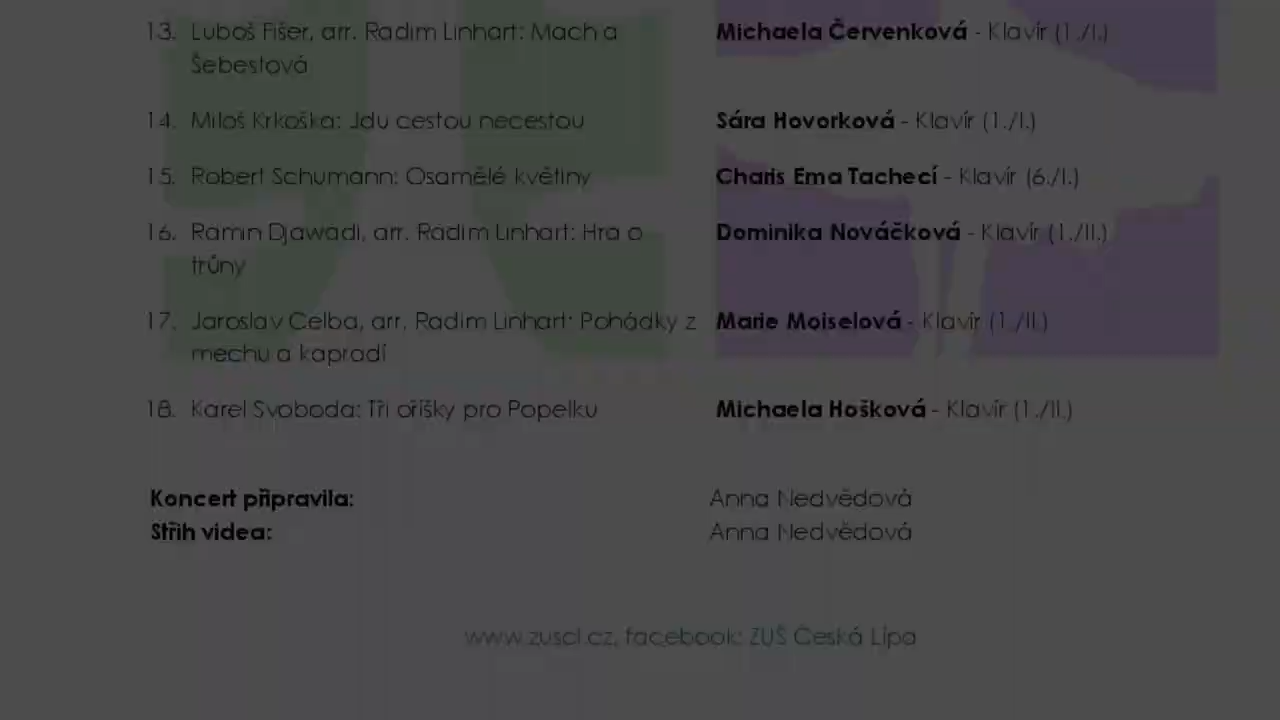 13. Luboš Fišer, arr. Radim Linhart: Mach a Michaela Červenková - Klavír (1./I.)
Šebestová
14. Miloš Krkoška: Jdu cestou necestou Sára Hovorková - Klavír (1./I.)
15. Robert Schumann: Osamělé květiny Charis Ema Tachecí - Klavír (6./I.)
16. Ramin Djawadi, arr. Radim Linhart: Hra o Dominika Nováčková - Klavír (1./II.)
trůny
17. Jaroslav Celba, arr. Radim Linhart: Pohádky z Marie Moiselová - Klavír (1./II.)
mechu a kapradí
18. Karel Svoboda: Tři oříšky pro Popelku Michaela Hošková - Klavír (1./II.)
Koncert připravila: Anna Nedvědová
Střih videa: Anna Nedvědová
www.zuscl.cz, facebook: ZUŠ Česká Lípa